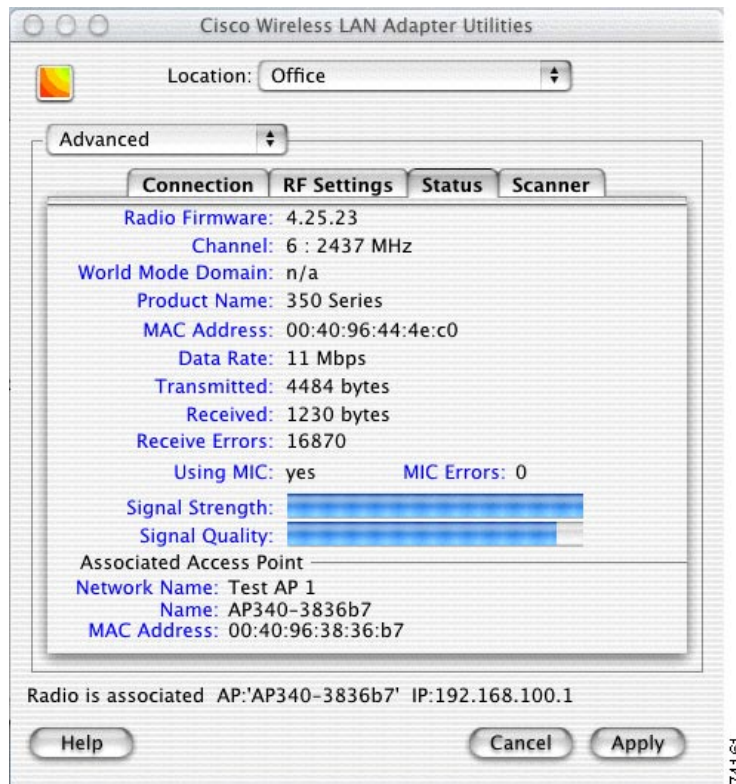 Cisco Wireless LAN Adapter Utilities
Location: Office
Advanced
Connection RF Settings Status Scanner
Radio Firmware: 4.25.23
Channel: 6 : 2437 MHz
World Mode Domain: n/a
Product Name: 350 Series
MAC Address: 00:40:96:44:4e:c0
Data Rate: 11 Mbps
Transmitted: 4484 bytes
Received: 1230 bytes
Receive Errors: 16870
Using MIC: yes MIC Errors: 0
Signal Strength:
Signal Quality:
Associated Access Point
Network Name: Test AP 1
Name: AP340-3836b7
MAC Address: 00:40:96:38:36:b7
Radio is associated AP:'AP340-3836b7' IP:192.168.100.1
Help Cancel Apply